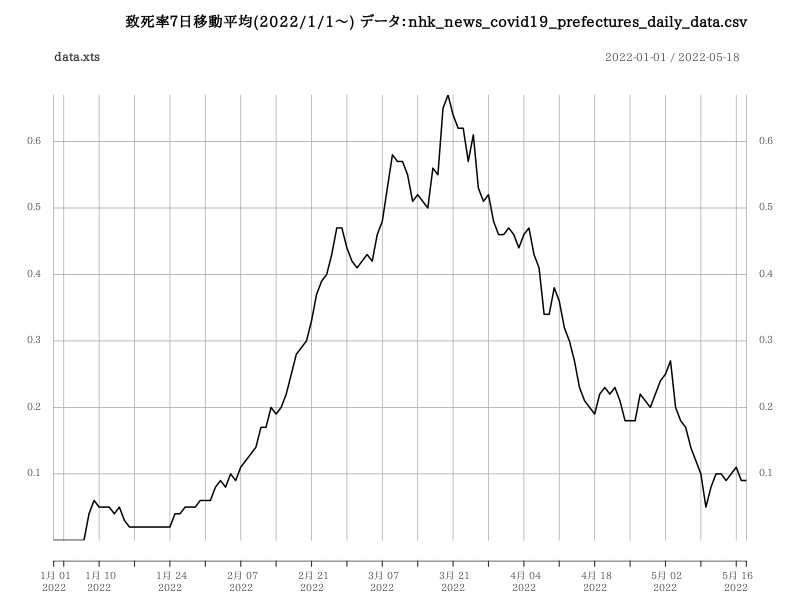 致死率7日移動平均(2022/1/1〜) データ:nhk_news_covid19_prefectures_daily_data.csv
data.xts 2022-01-01 / 2022-05-18
0.6 0.6
0.5 0.5
0.4 0.4
0.3 0.3
0.2 0.2
0.1 0.1
1月 01 1月 10 1月 24 2月 07 2月 21 3月 07 3月 21 4月 04 4月 18 5月 02 5月 16
2022 2022 2022 2022 2022 2022 2022 2022 2022 2022 2022